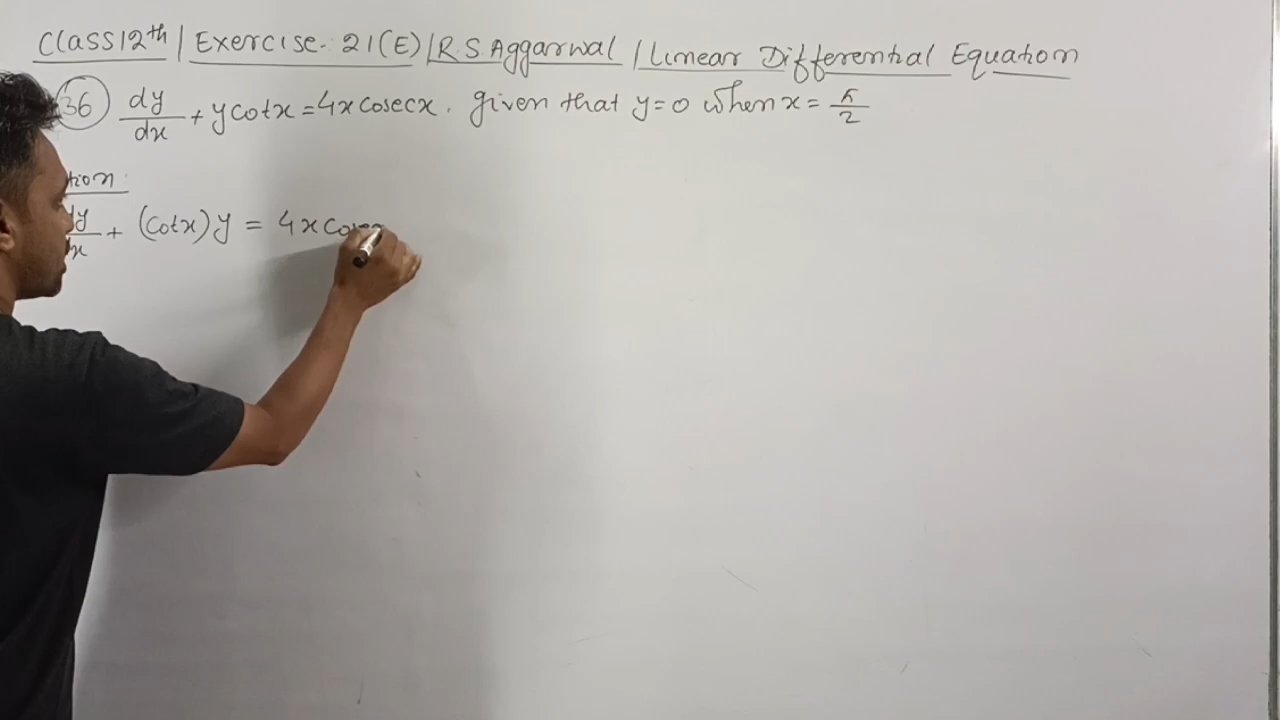 Class 12th | Exercise. 21(E) | R.S. Aggarwal | Linear Differential Equation
36 dy/dx + y cotx = 4x cosecx. given that y=0 when x = π/2
tion
dy/dx + (cotx)y = 4x cose